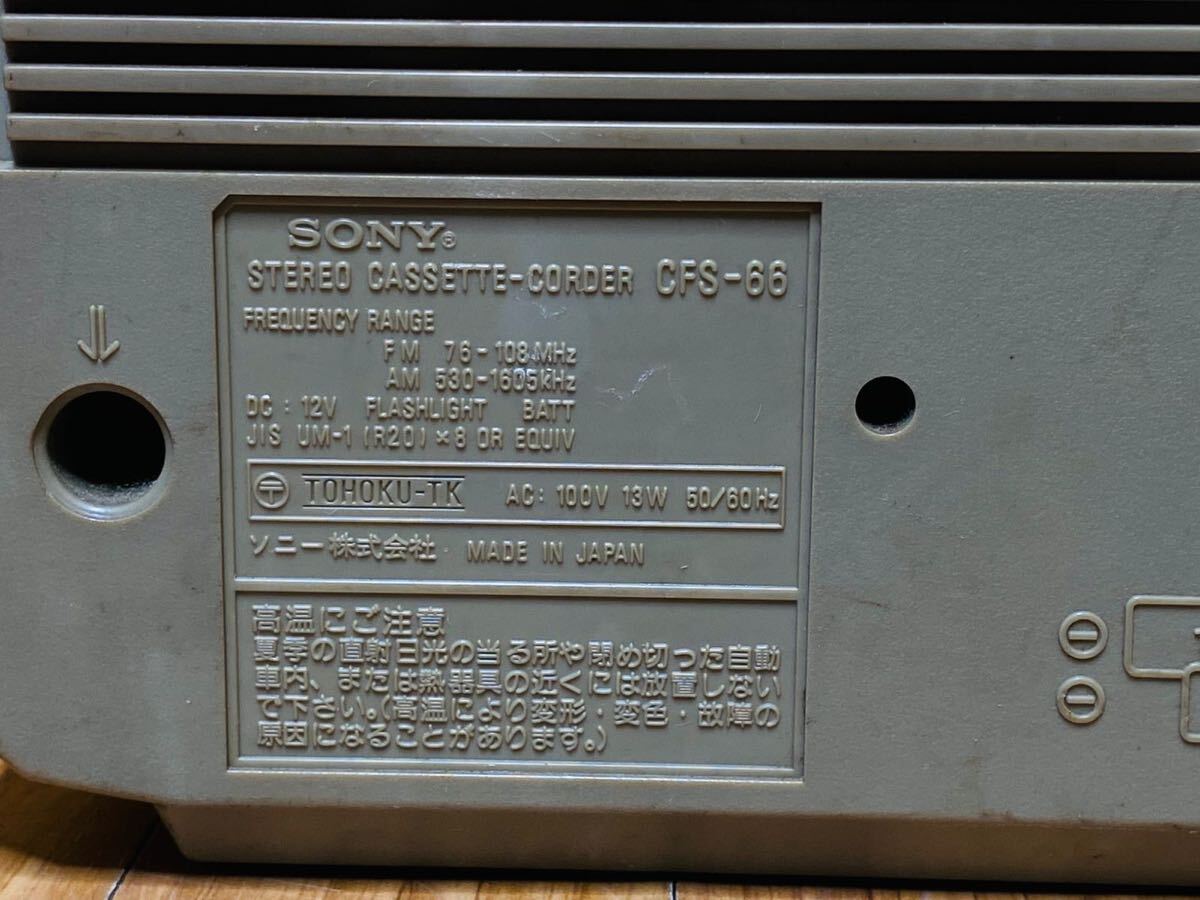 SONY®
STEREO CASSETTE-CORDER CFS-66
FREQUENCY RANGE
FM 76-108MHz
AM 530-1605kHz
DC : 12V FLASHLIGHT BATT
JIS UM-1 (R20) ×8 OR EQUIV
〒 TOHOKU-TK AC: 100V 13W 50/60Hz
ソニー株式会社 MADE IN JAPAN
高温にご注意
夏季の直射日光の当る所や閉め切った自動
車内、または熱器具の近くには放置しない
で下さい。(高温により変形・変色・故障の
原因になることがあります。)